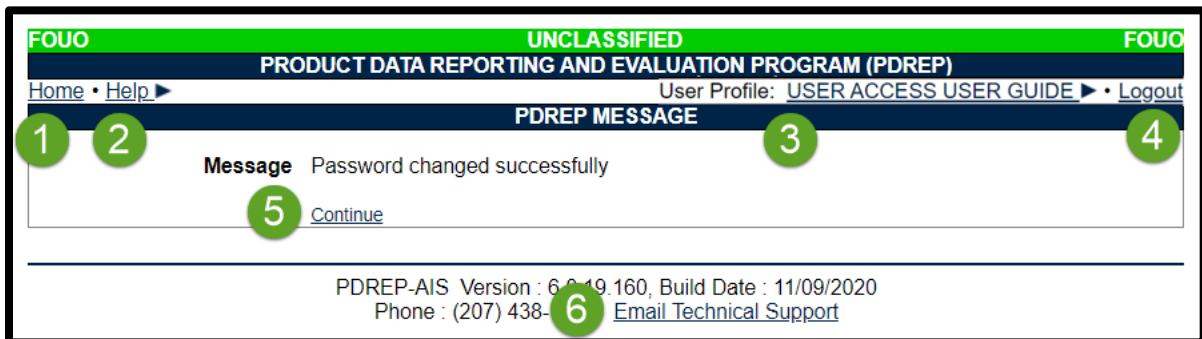 FOUO UNCLASSIFIED FOUO
PRODUCT DATA REPORTING AND EVALUATION PROGRAM (PDREP)
Home • Help ▶ User Profile: USER ACCESS USER GUIDE ▶ • Logout
PDREP MESSAGE
1 2 3 4
Message Password changed successfully
5 Continue
PDREP-AIS Version : 6 19.160, Build Date : 11/09/2020
Phone : (207) 438- 6 Email Technical Support